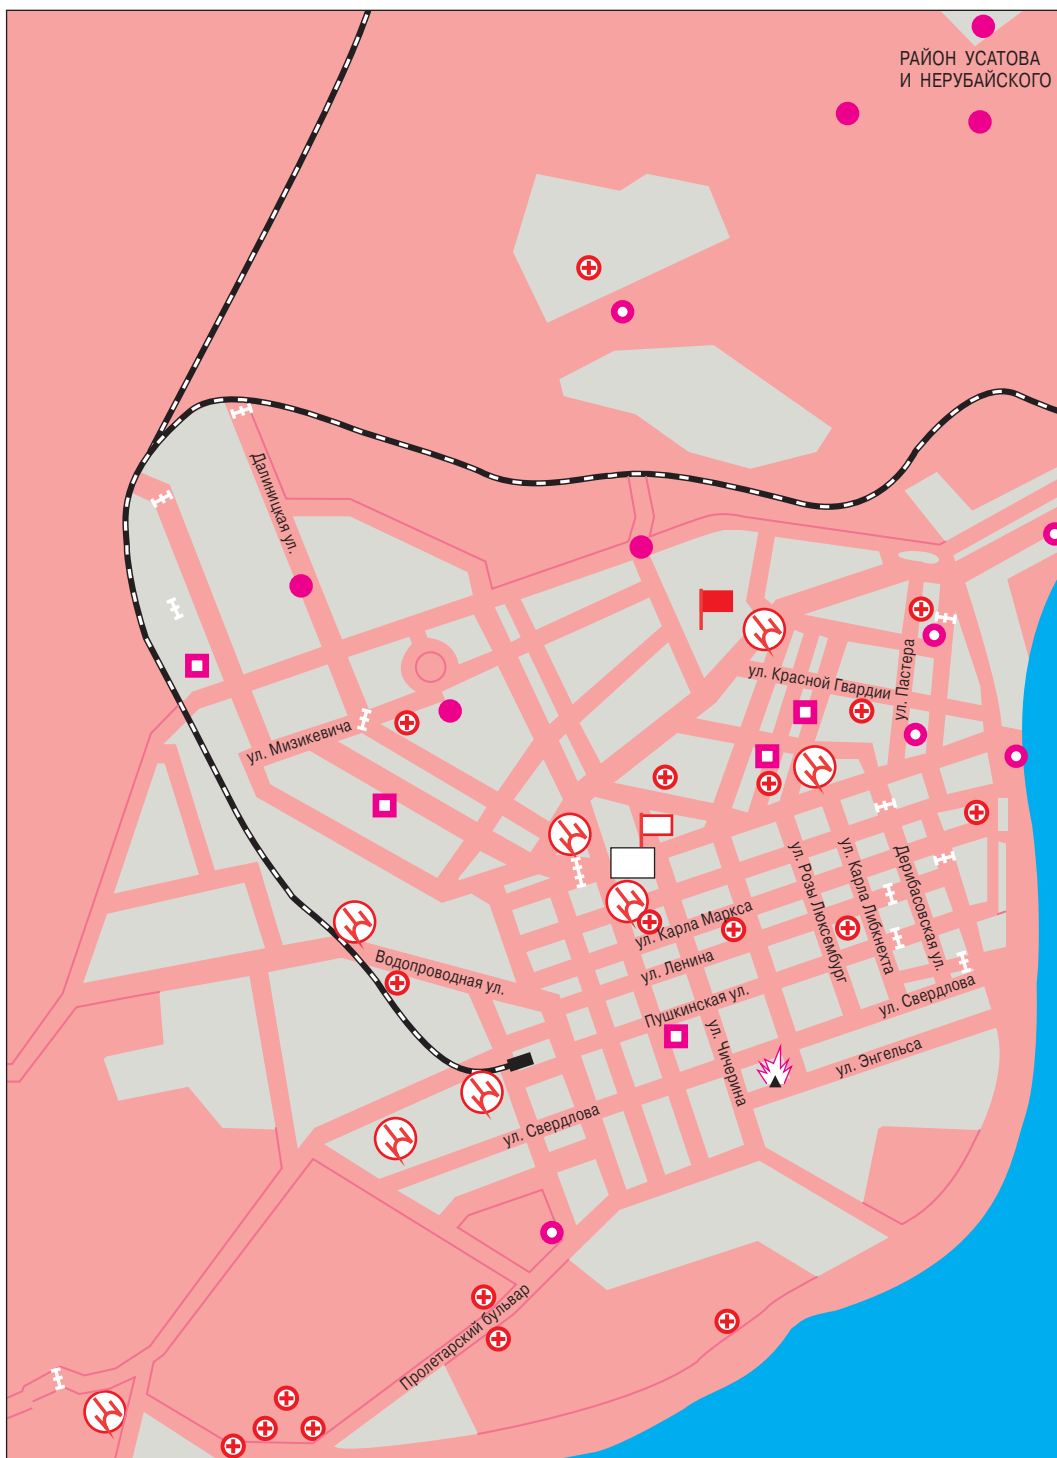 РАЙОН УСАТОВА
И НЕРУБАЙСКОГО
Далиницкая ул.
ул. Пастера
ул. Красной Гвардии
ул. Мизикевича
ул. Розы Люксембург
ул. Карла Либкнехта
Дерибасовская ул.
ул. Карла Маркса
ул. Ленина
Водопроводная ул.
Пушкинская ул.
ул. Свердлова
ул. Чичерина
ул. Энгельса
ул. Свердлова
Пролетарский бульвар